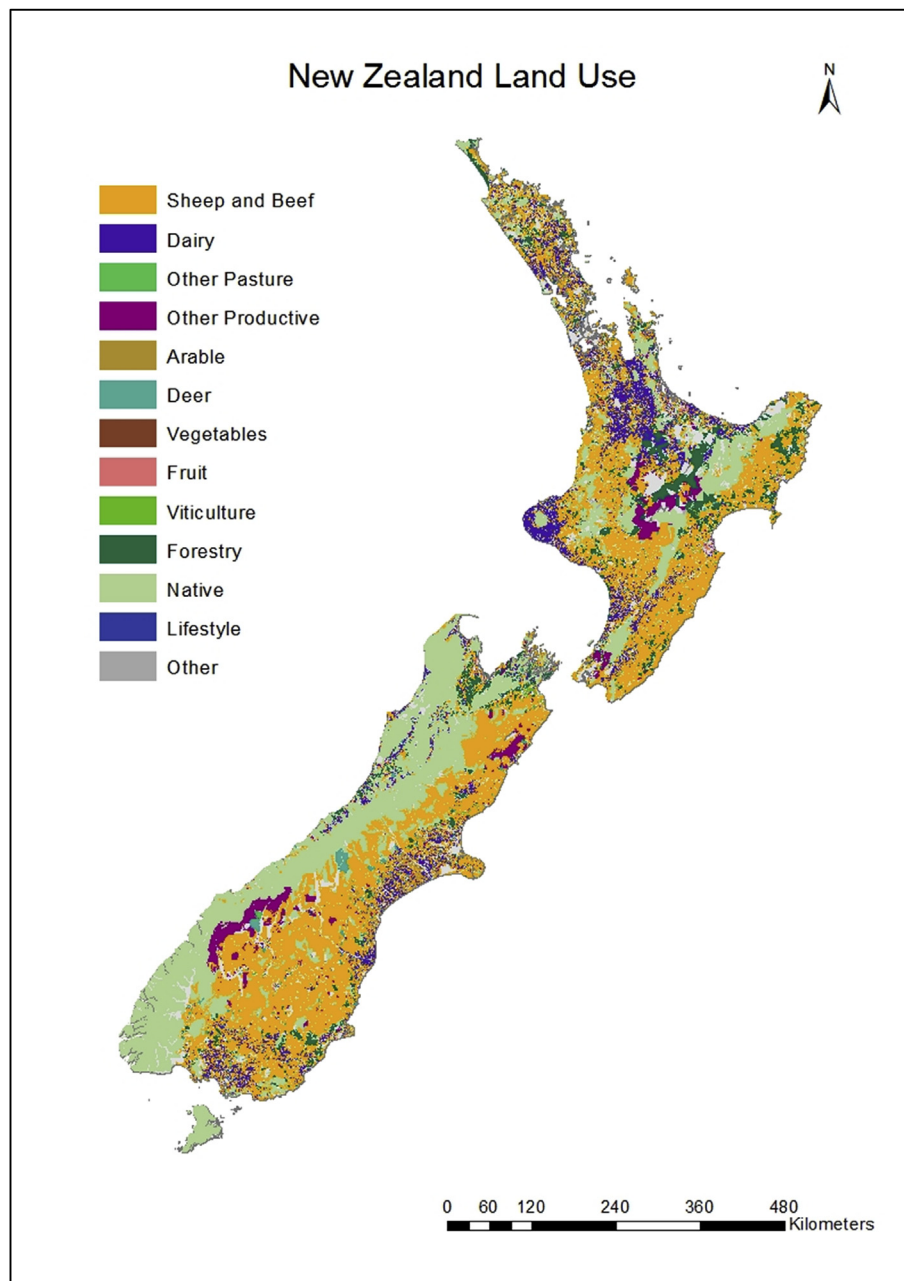 New Zealand Land Use
N
Sheep and Beef
Dairy
Other Pasture
Other Productive
Arable
Deer
Vegetables
Fruit
Viticulture
Forestry
Native
Lifestyle
Other
0 60 120 240 360 480
Kilometers